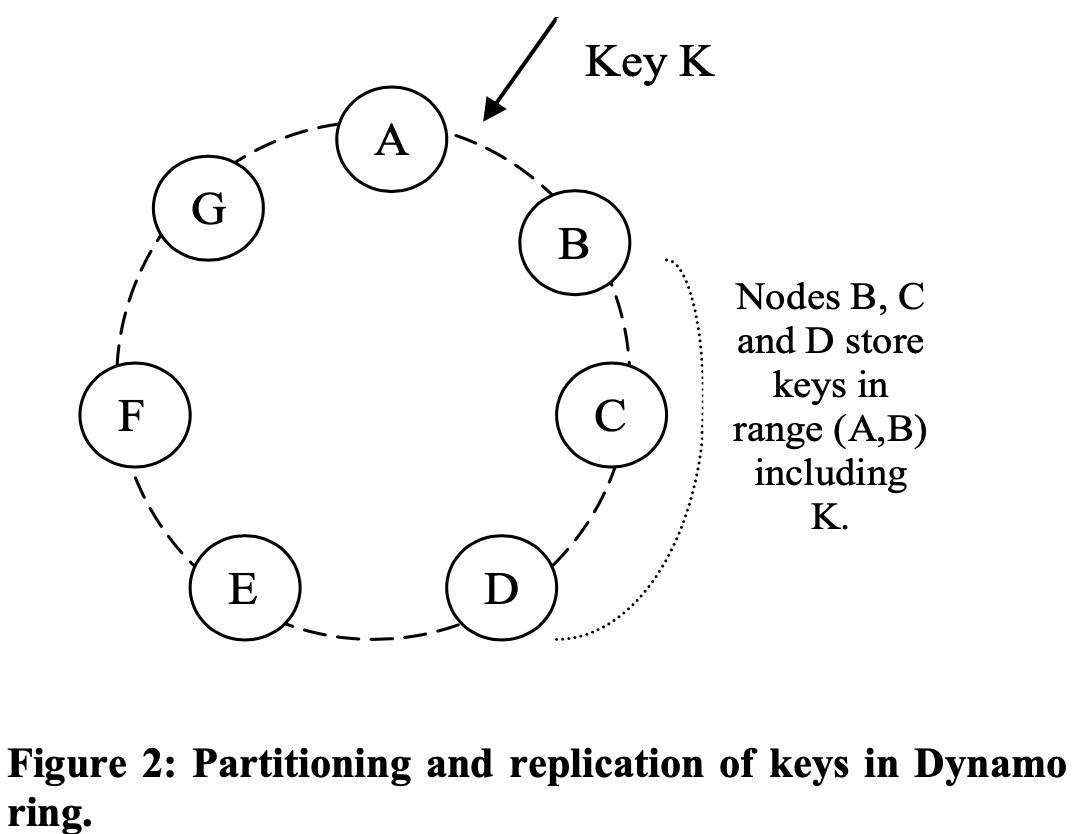 Key K
A
B
C
D
E
F
G
Nodes B, C
and D store
keys in
range (A,B)
including
K.
Figure 2: Partitioning and replication of keys in Dynamo
ring.